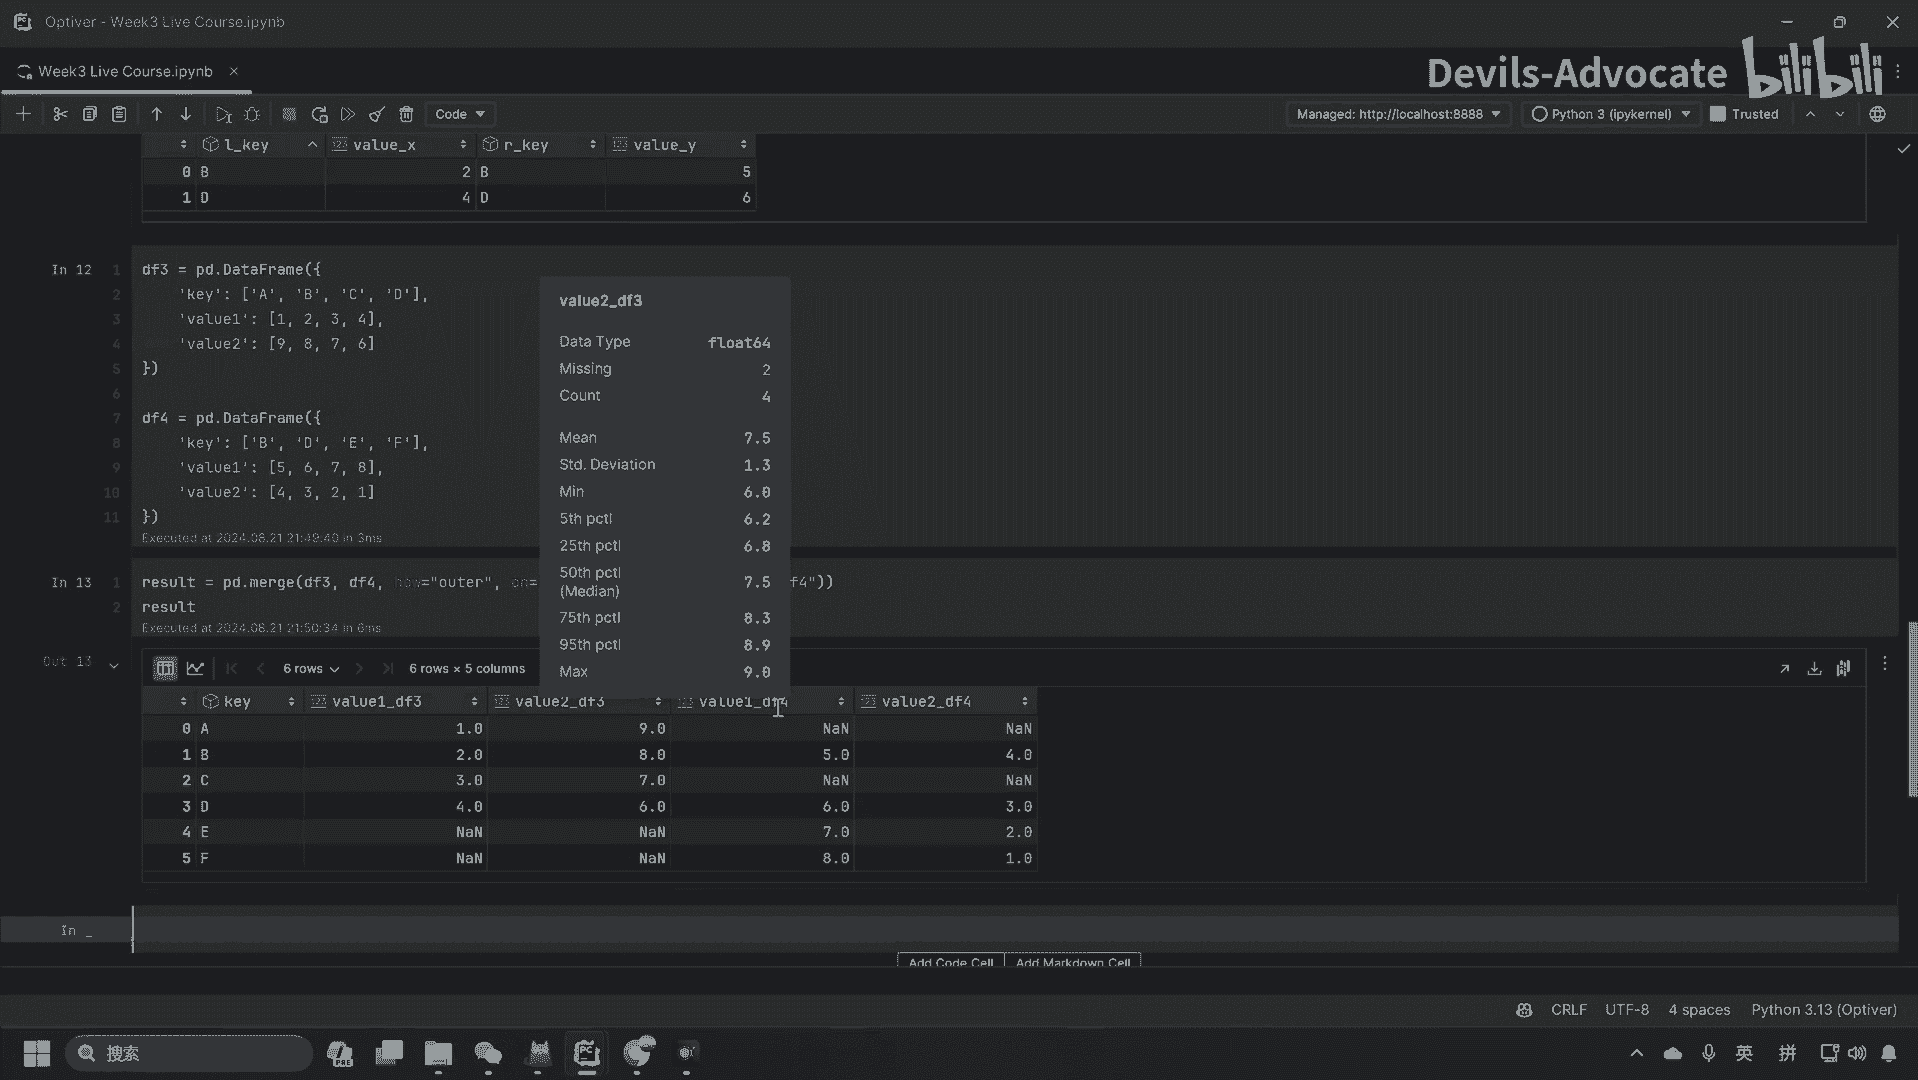 Optiver - Week3 Live Course.ipynb
Week3 Live Course.ipynb
Devils-Advocate bilibili
Code
Managed: http://localhost:8888
Python 3 (ipykernel)
Trusted
l_key value_x r_key value_y
0 B 2 B 5
1 D 4 D 6
In 12
1 df3 = pd.DataFrame({
2 'key': ['A', 'B', 'C', 'D'],
3 'value1': [1, 2, 3, 4],
4 'value2': [9, 8, 7, 6]
5 })
6
7 df4 = pd.DataFrame({
8 'key': ['B', 'D', 'E', 'F'],
9 'value1': [5, 6, 7, 8],
10 'value2': [4, 3, 2, 1]
11 })
Executed at 2024.08.21 21:49:40 in 3ms
value2_df3
Data Type float64
Missing 2
Count 4
Mean 7.5
Std. Deviation 1.3
Min 6.0
5th pctl 6.2
25th pctl 6.8
50th pctl
(Median) 7.5
75th pctl 8.3
95th pctl 8.9
Max 9.0
In 13
1 result = pd.merge(df3, df4, how="outer", on= f4"))
2 result
Executed at 2024.08.21 21:50:34 in 6ms
Out 13
6 rows 6 rows × 5 columns
key value1_df3 value2_df3 value1_df4 value2_df4
0 A 1.0 9.0 NaN NaN
1 B 2.0 8.0 5.0 4.0
2 C 3.0 7.0 NaN NaN
3 D 4.0 6.0 6.0 3.0
4 E NaN NaN 7.0 2.0
5 F NaN NaN 8.0 1.0
In _
Add Code Cell Add Markdown Cell
CRLF UTF-8 4 spaces Python 3.13 (Optiver)
搜索
英 拼